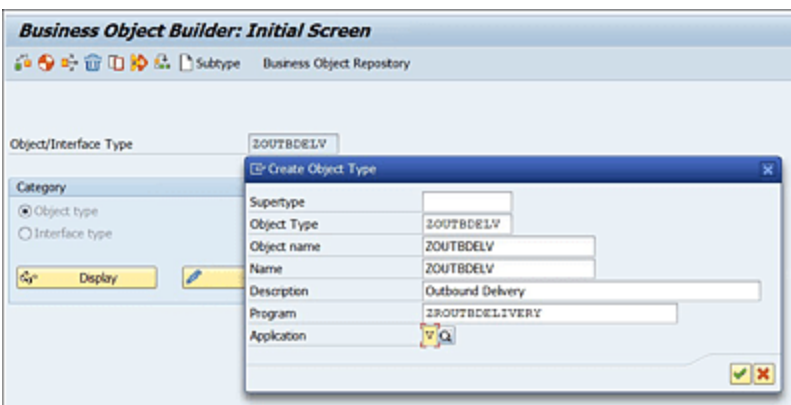 Business Object Builder: Initial Screen
Subtype Business Object Repostory
Object/Interface Type ZOUTBDELV
Category
Object type
Interface type
Display
Create Object Type
Supertype
Object Type ZOUTBDELV
Object name ZOUTBDELV
Name ZOUTBDELV
Description Outbound Delivery
Program ZROUTBDELIVERY
Application V